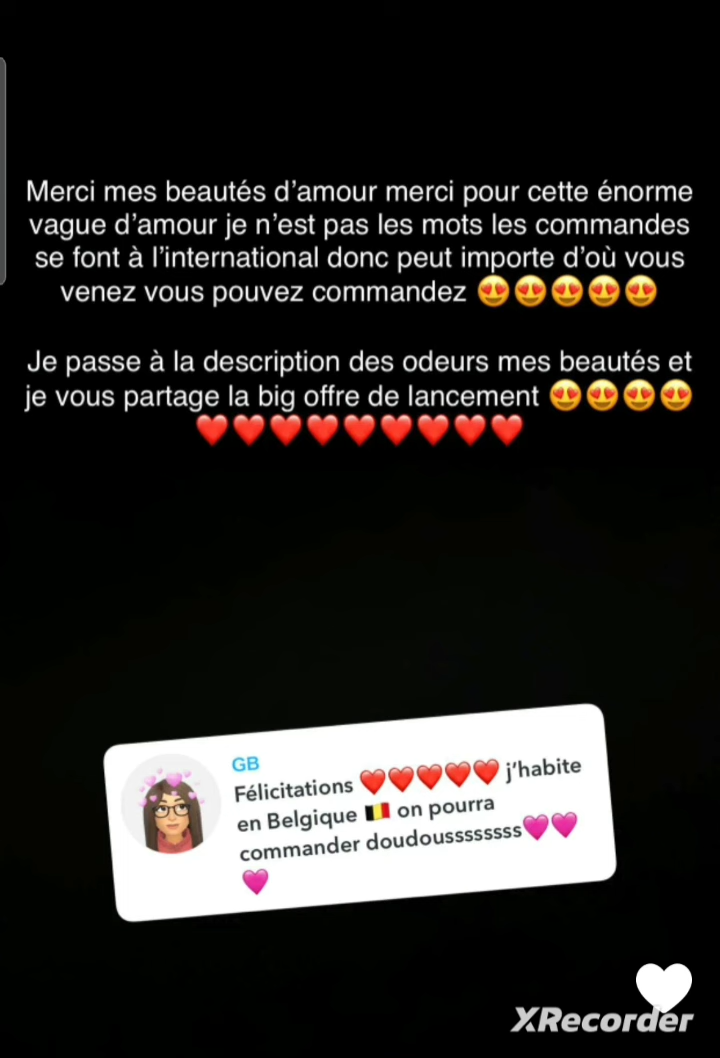 Merci mes beautés d’amour merci pour cette énorme
vague d’amour je n’est pas les mots les commandes
se font à l’international donc peut importe d’où vous
venez vous pouvez commandez 😍😍😍😍😍
Je passe à la description des odeurs mes beautés et
je vous partage la big offre de lancement 😍😍😍😍
❤️❤️❤️❤️❤️❤️❤️❤️❤️
GB
Félicitations ❤️❤️❤️❤️❤️ j’habite
en Belgique 🇧🇪 on pourra
commander doudoussssssss💗💗
💗
XRecorder